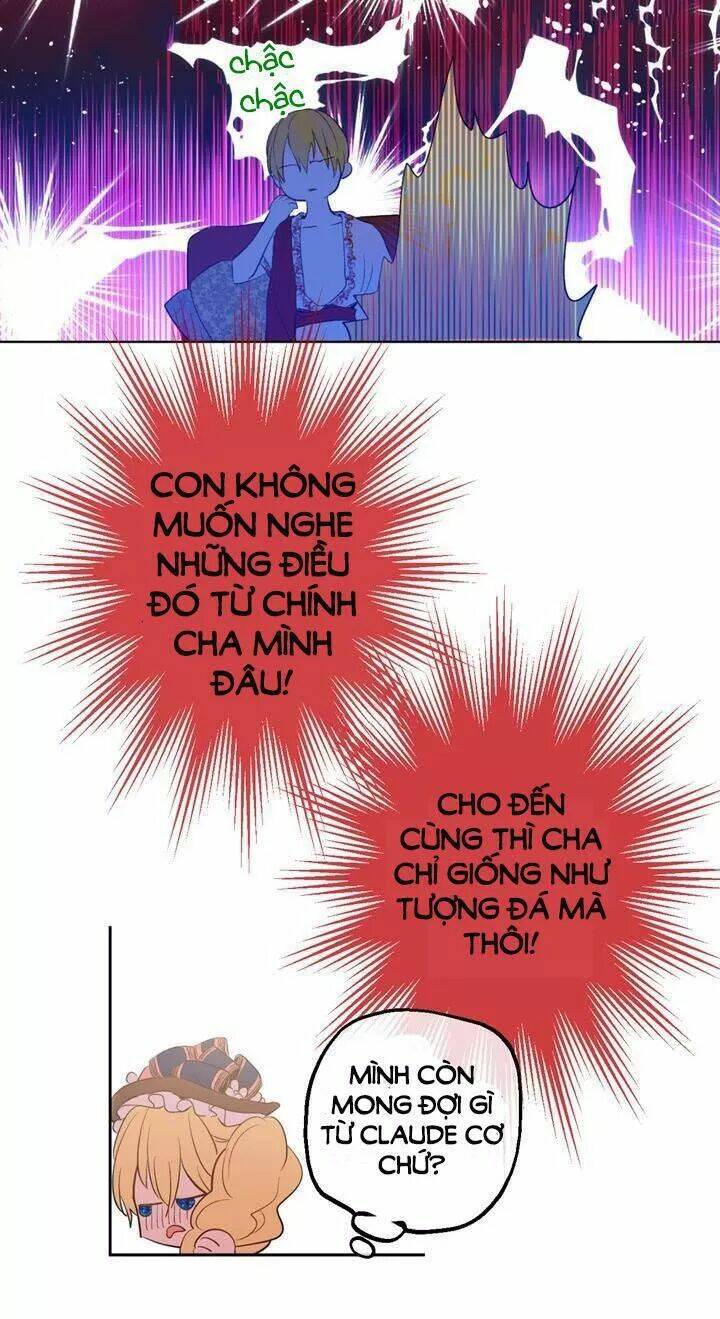 chậc
chậc
CON KHÔNG
MUỐN NGHE
NHỮNG ĐIỀU
ĐÓ TỪ CHÍNH
CHA MÌNH
ĐÂU!
CHO ĐẾN
CÙNG THÌ CHA
CHỈ GIỐNG NHƯ
TƯỢNG ĐÁ MÀ
THÔI!
MÌNH CÒN
MONG ĐỢI GÌ
TỪ CLAUDE CƠ
CHỨ?